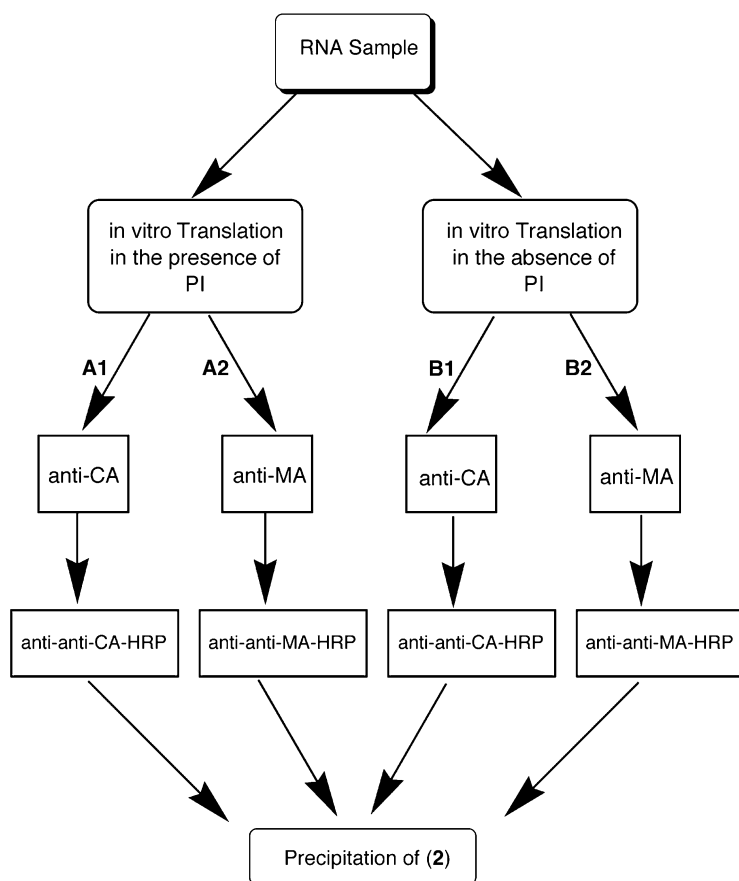 RNA Sample
in vitro Translation
in the presence of
PI
in vitro Translation
in the absence of
PI
A1
A2
B1
B2
anti-CA
anti-MA
anti-CA
anti-MA
anti-anti-CA-HRP
anti-anti-MA-HRP
anti-anti-CA-HRP
anti-anti-MA-HRP
Precipitation of (2)